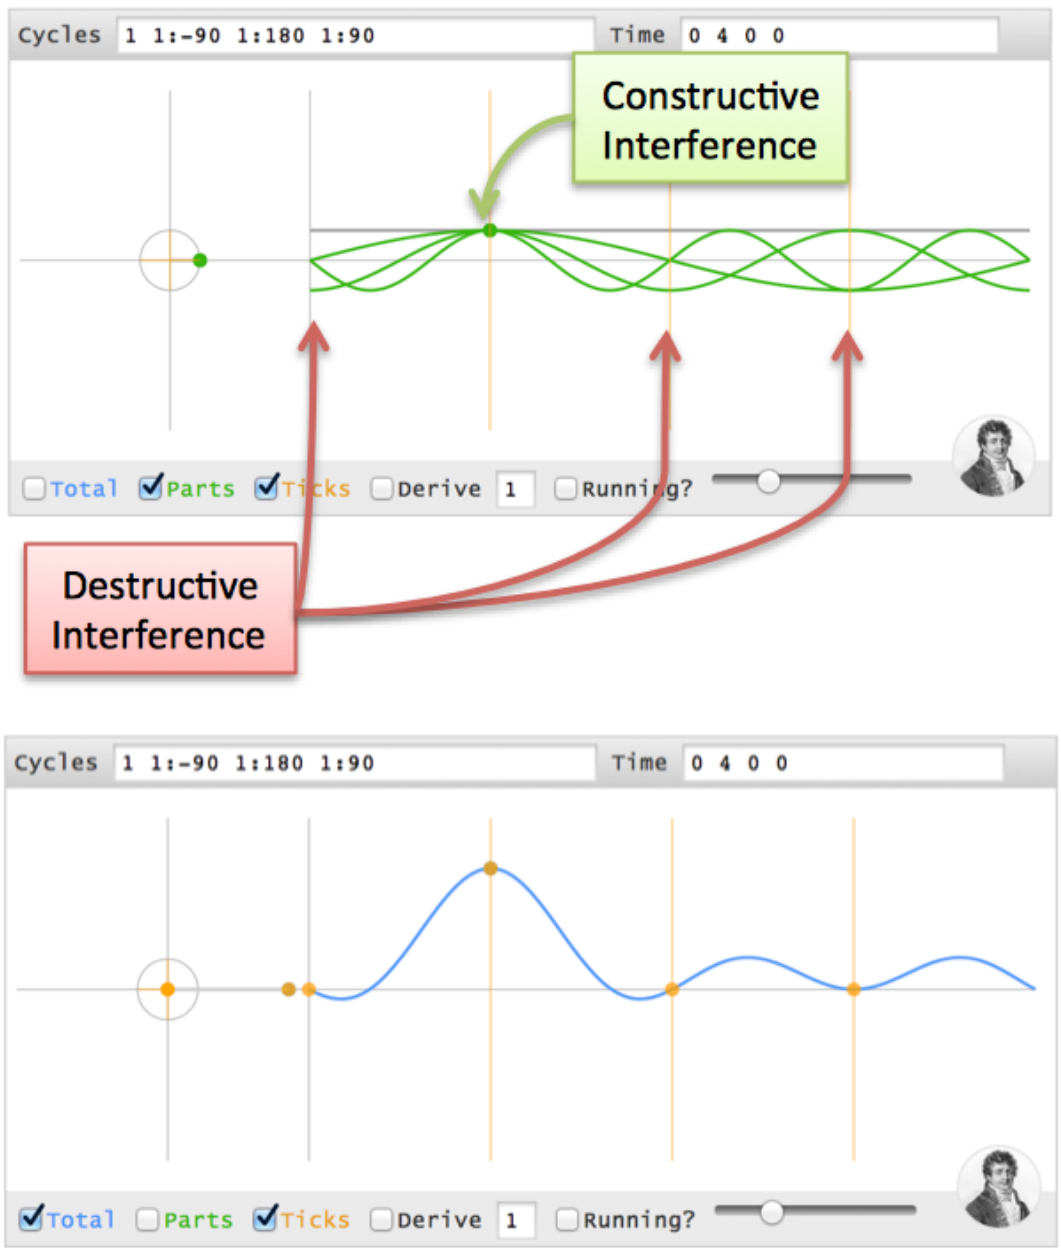 Cycles 1 1:-90 1:180 1:90 Time 0 4 0 0
Constructive
Interference
Total Parts Ticks Derive 1 Running?
Destructive
Interference
Cycles 1 1:-90 1:180 1:90 Time 0 4 0 0
Total Parts Ticks Derive 1 Running?